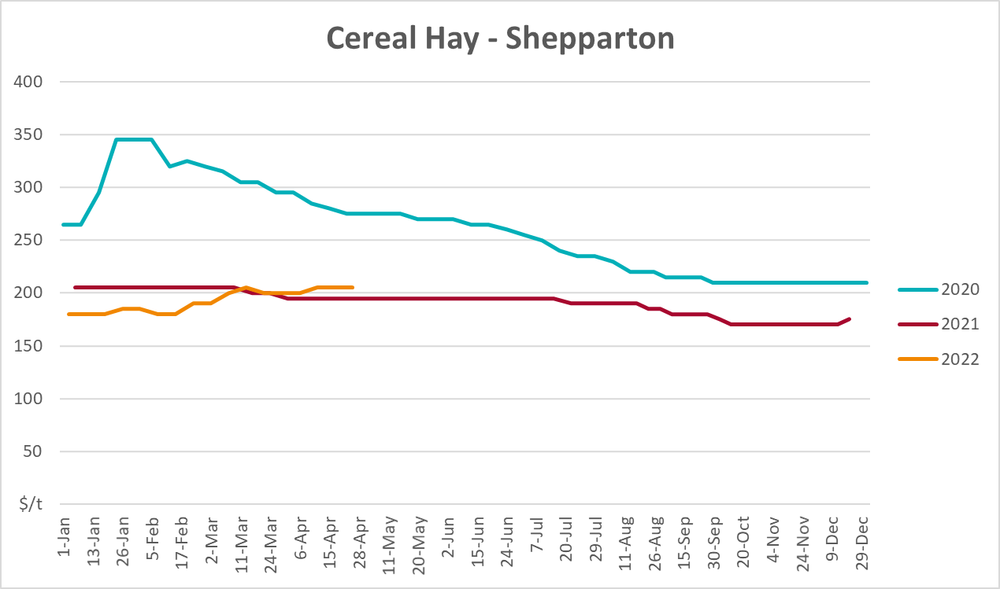 Cereal Hay - Shepparton
400
350
300
250
200
150
100
50
$/t
1-Jan
13-Jan
26-Jan
5-Feb
17-Feb
2-Mar
11-Mar
24-Mar
6-Apr
15-Apr
28-Apr
11-May
20-May
2-Jun
15-Jun
24-Jun
7-Jul
20-Jul
29-Jul
11-Aug
26-Aug
15-Sep
30-Sep
20-Oct
4-Nov
24-Nov
9-Dec
29-Dec
2020
2021
2022